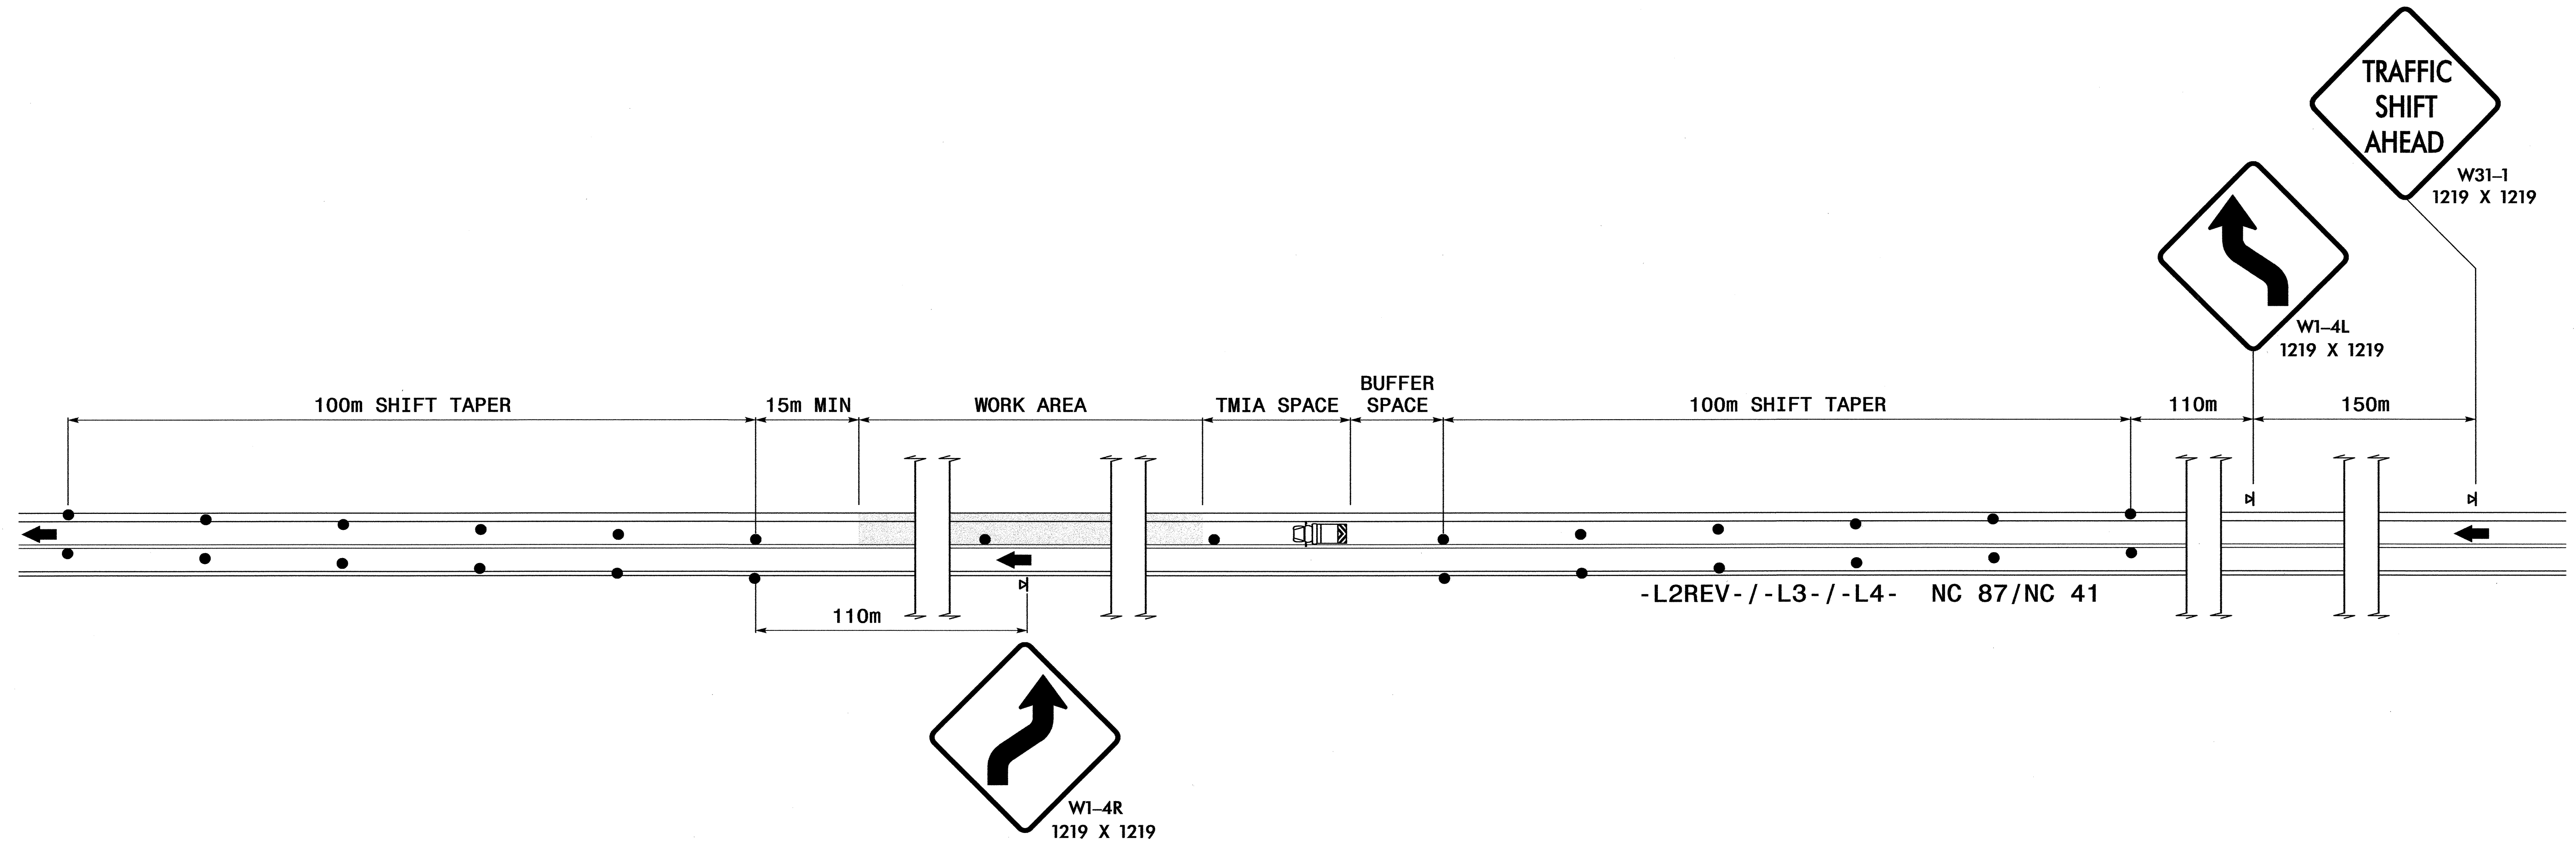 TRAFFIC
SHIFT
AHEAD
W31-1
1219 X 1219
W1-4L
1219 X 1219
100m SHIFT TAPER
15m MIN
WORK AREA
TMIA SPACE
BUFFER
SPACE
100m SHIFT TAPER
110m
150m
-L2REV-/-L3-/-L4- NC 87/NC 41
110m
W1-4R
1219 X 1219